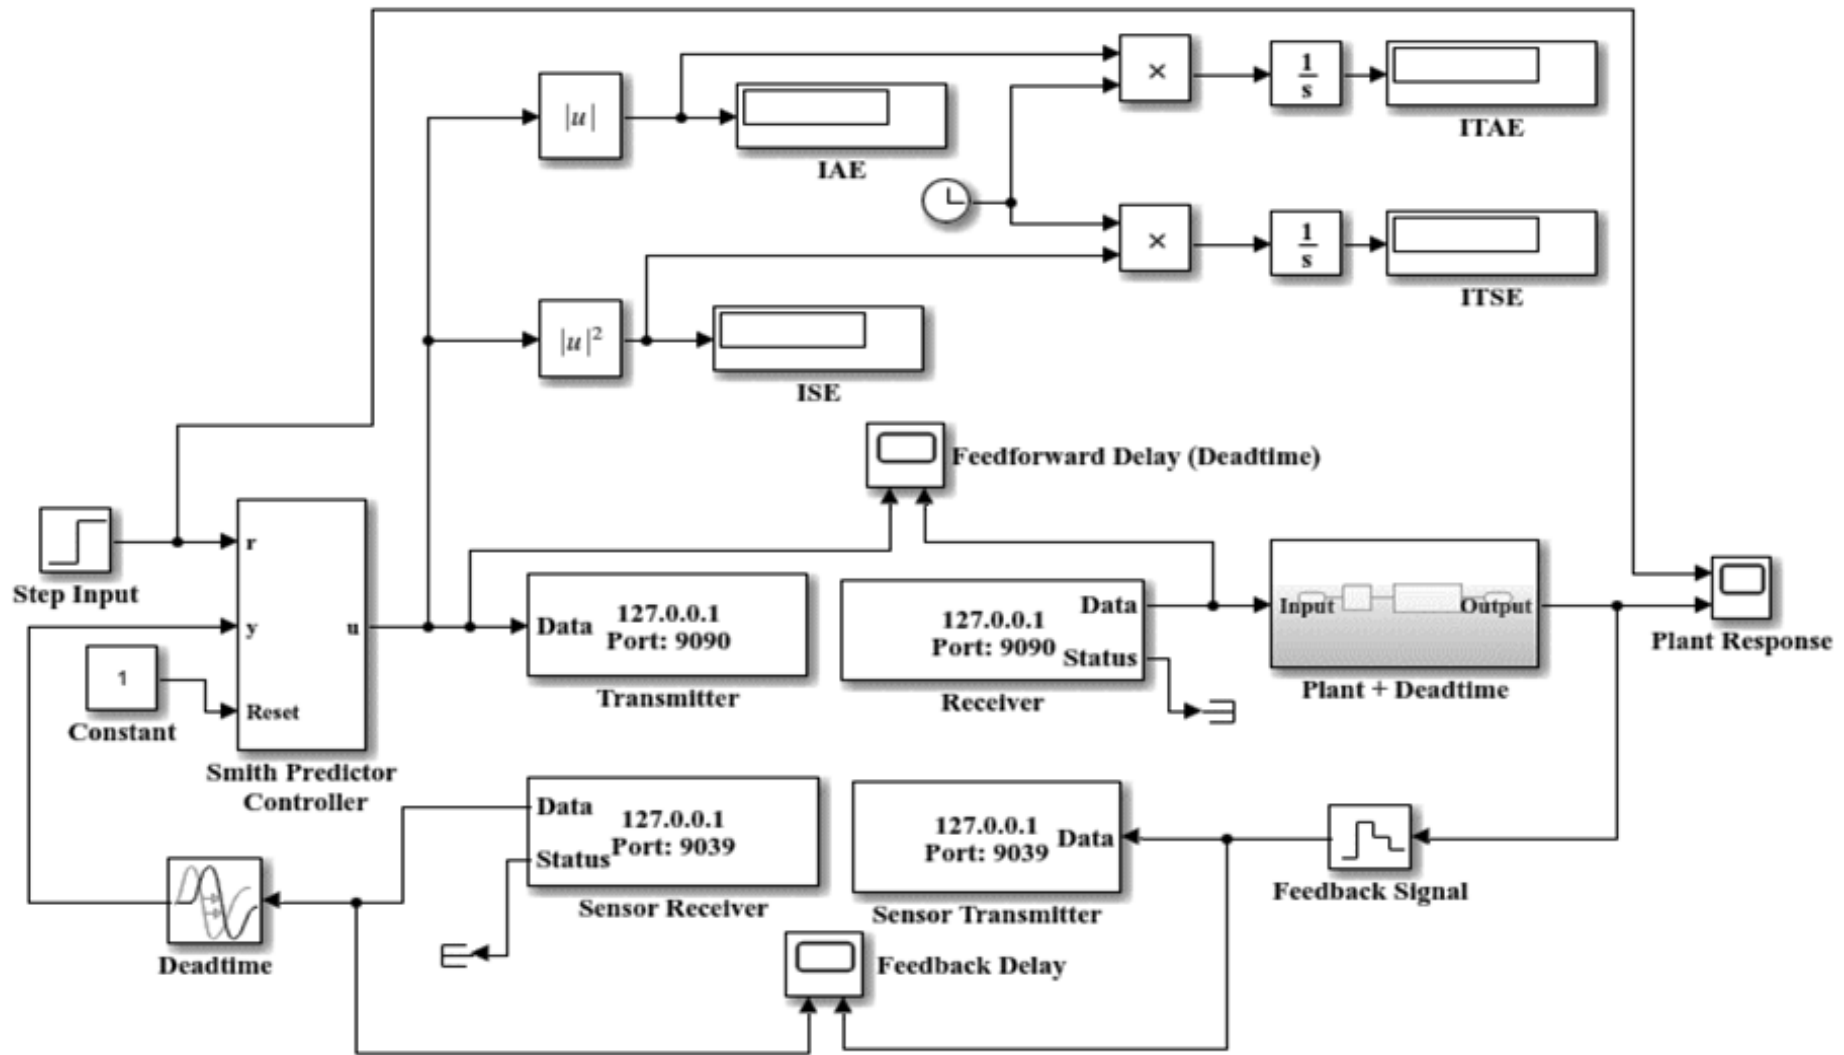 ×
1
s
ITAE
|u|
IAE
×
1
s
ITSE
|u|²
ISE
Feedforward Delay (Deadtime)
Step Input
r
y
u
Reset
1
Constant
Smith Predictor
Controller
Data
127.0.0.1
Port: 9090
Transmitter
127.0.0.1
Port: 9090
Data
Status
Receiver
Input
Output
Plant + Deadtime
Plant Response
Data
Status
127.0.0.1
Port: 9039
Sensor Receiver
127.0.0.1
Port: 9039
Data
Sensor Transmitter
Feedback Signal
Deadtime
Feedback Delay